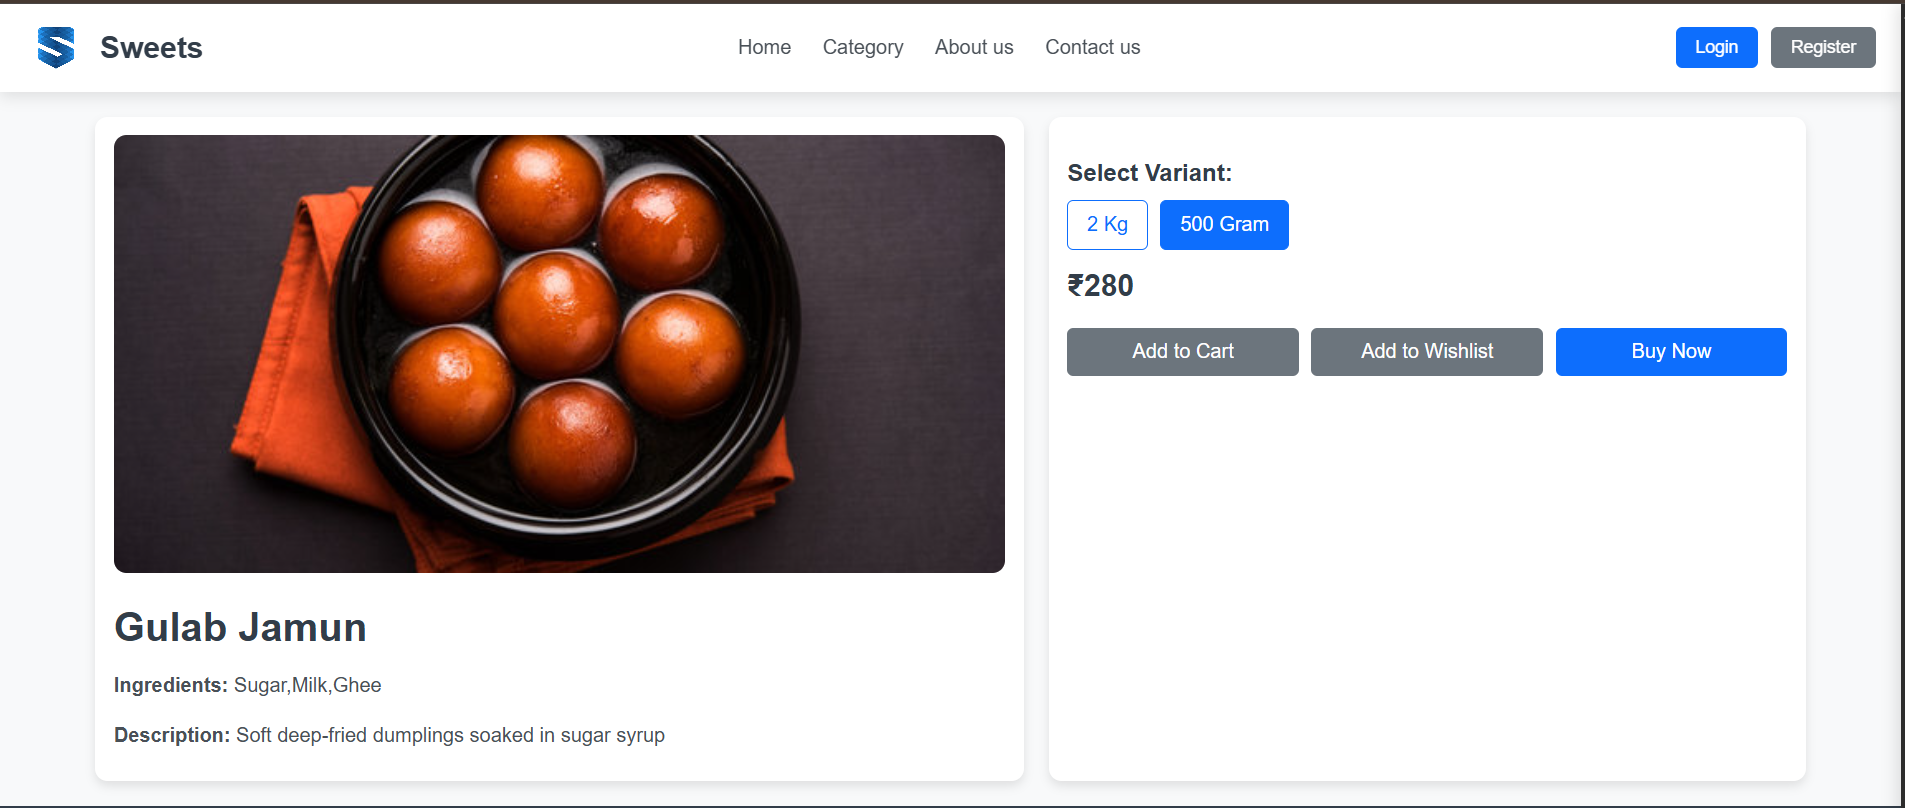 Sweets
Home Category About us Contact us
Login Register
Gulab Jamun
Ingredients: Sugar,Milk,Ghee
Description: Soft deep-fried dumplings soaked in sugar syrup
Select Variant:
2 Kg 500 Gram
₹280
Add to Cart Add to Wishlist Buy Now